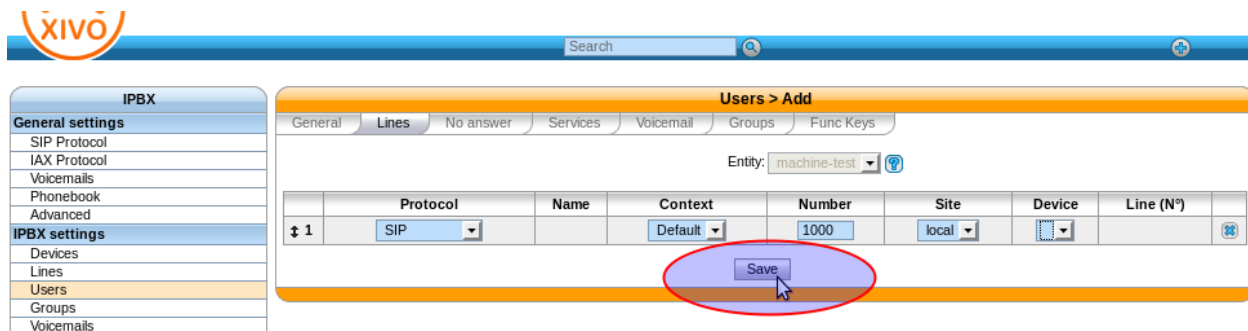 XIVO
Search
IPBX
General settings
SIP Protocol
IAX Protocol
Voicemails
Phonebook
Advanced
IPBX settings
Devices
Lines
Users
Groups
Voicemails
Users > Add
General Lines No answer Services Voicemail Groups Func Keys
Entity: machine-test ?
Protocol Name Context Number Site Device Line (N°)
1 SIP Default 1000 local
Save